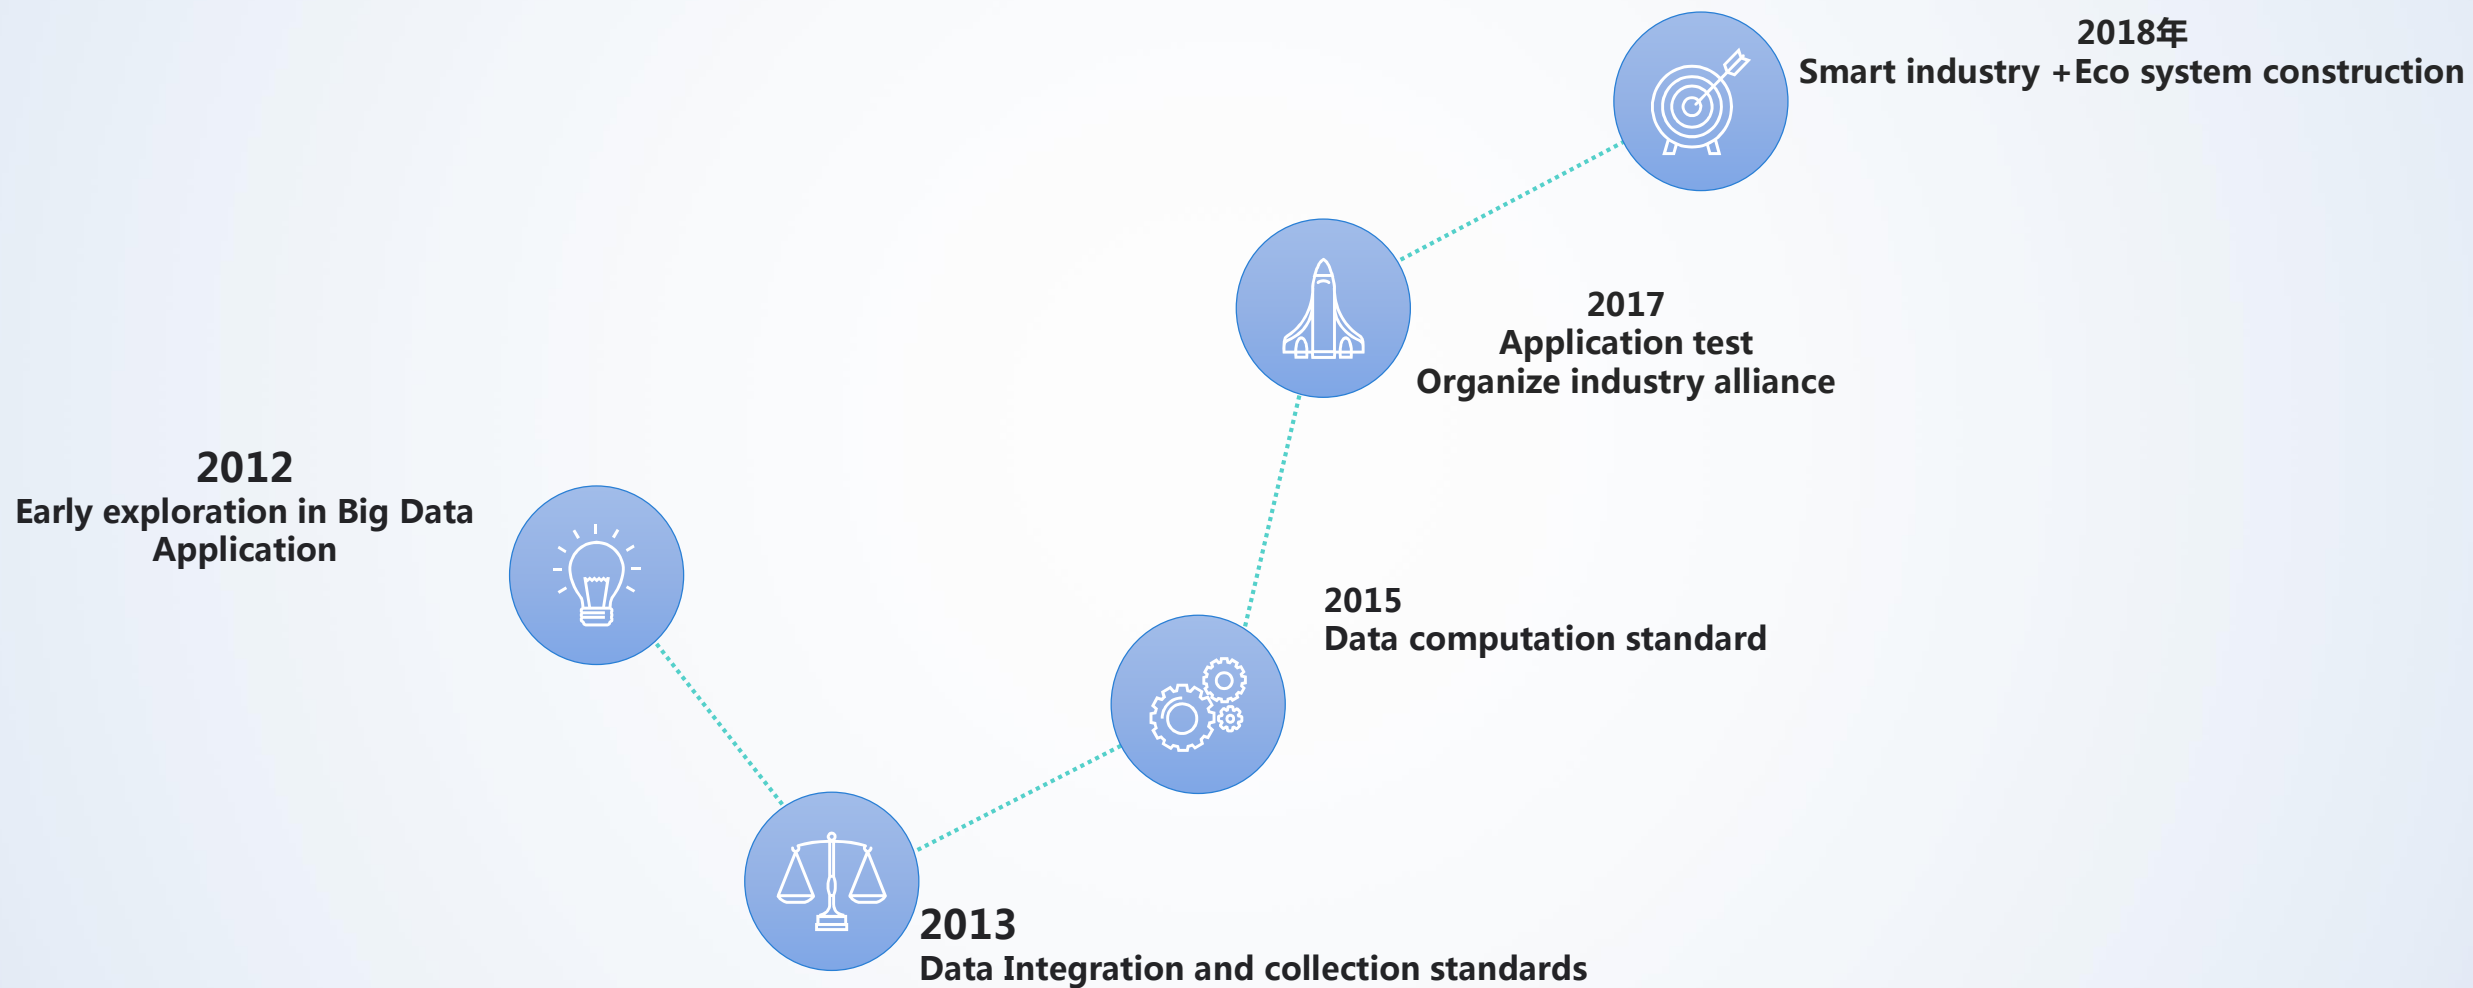 2018年
Smart industry +Eco system construction
2017
Application test
Organize industry alliance
2012
Early exploration in Big Data
Application
2015
Data computation standard
2013
Data Integration and collection standards